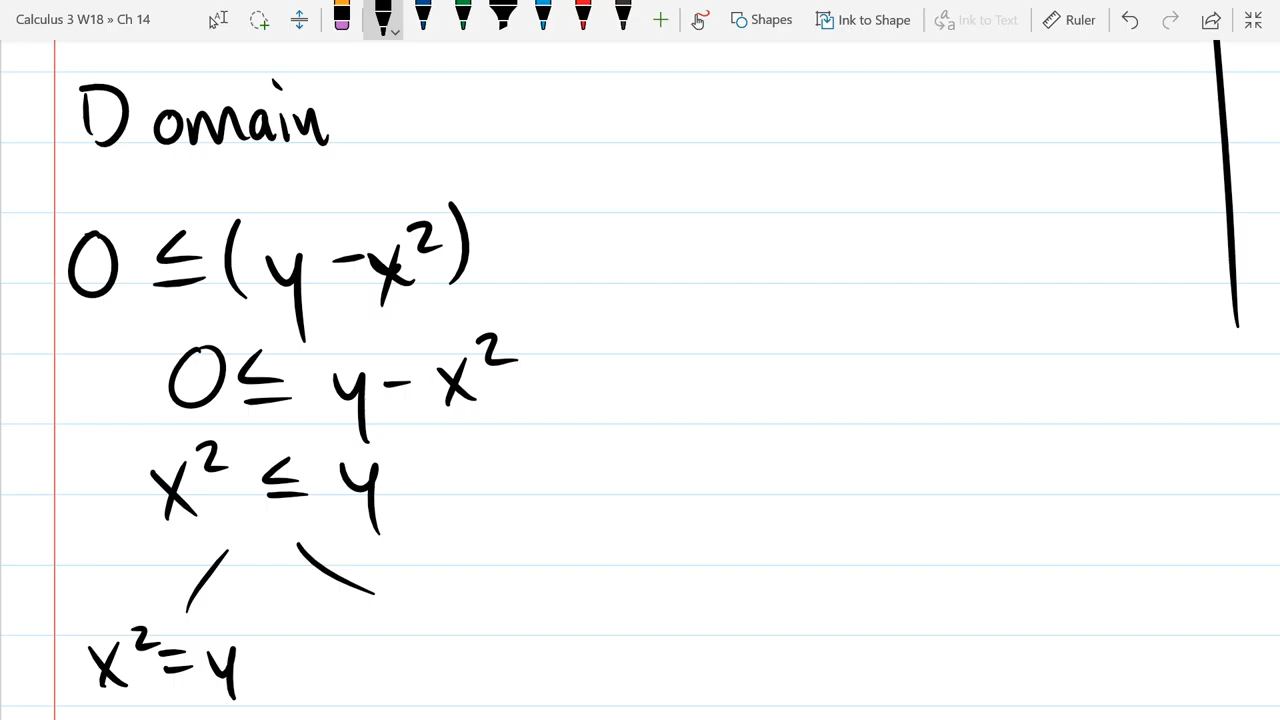 Calculus 3 W18 » Ch 14
Shapes
Ink to Shape
Ink to Text
Ruler
Domain
0 ≤ (y - x²)
0 ≤ y - x²
x² ≤ y
x² = y